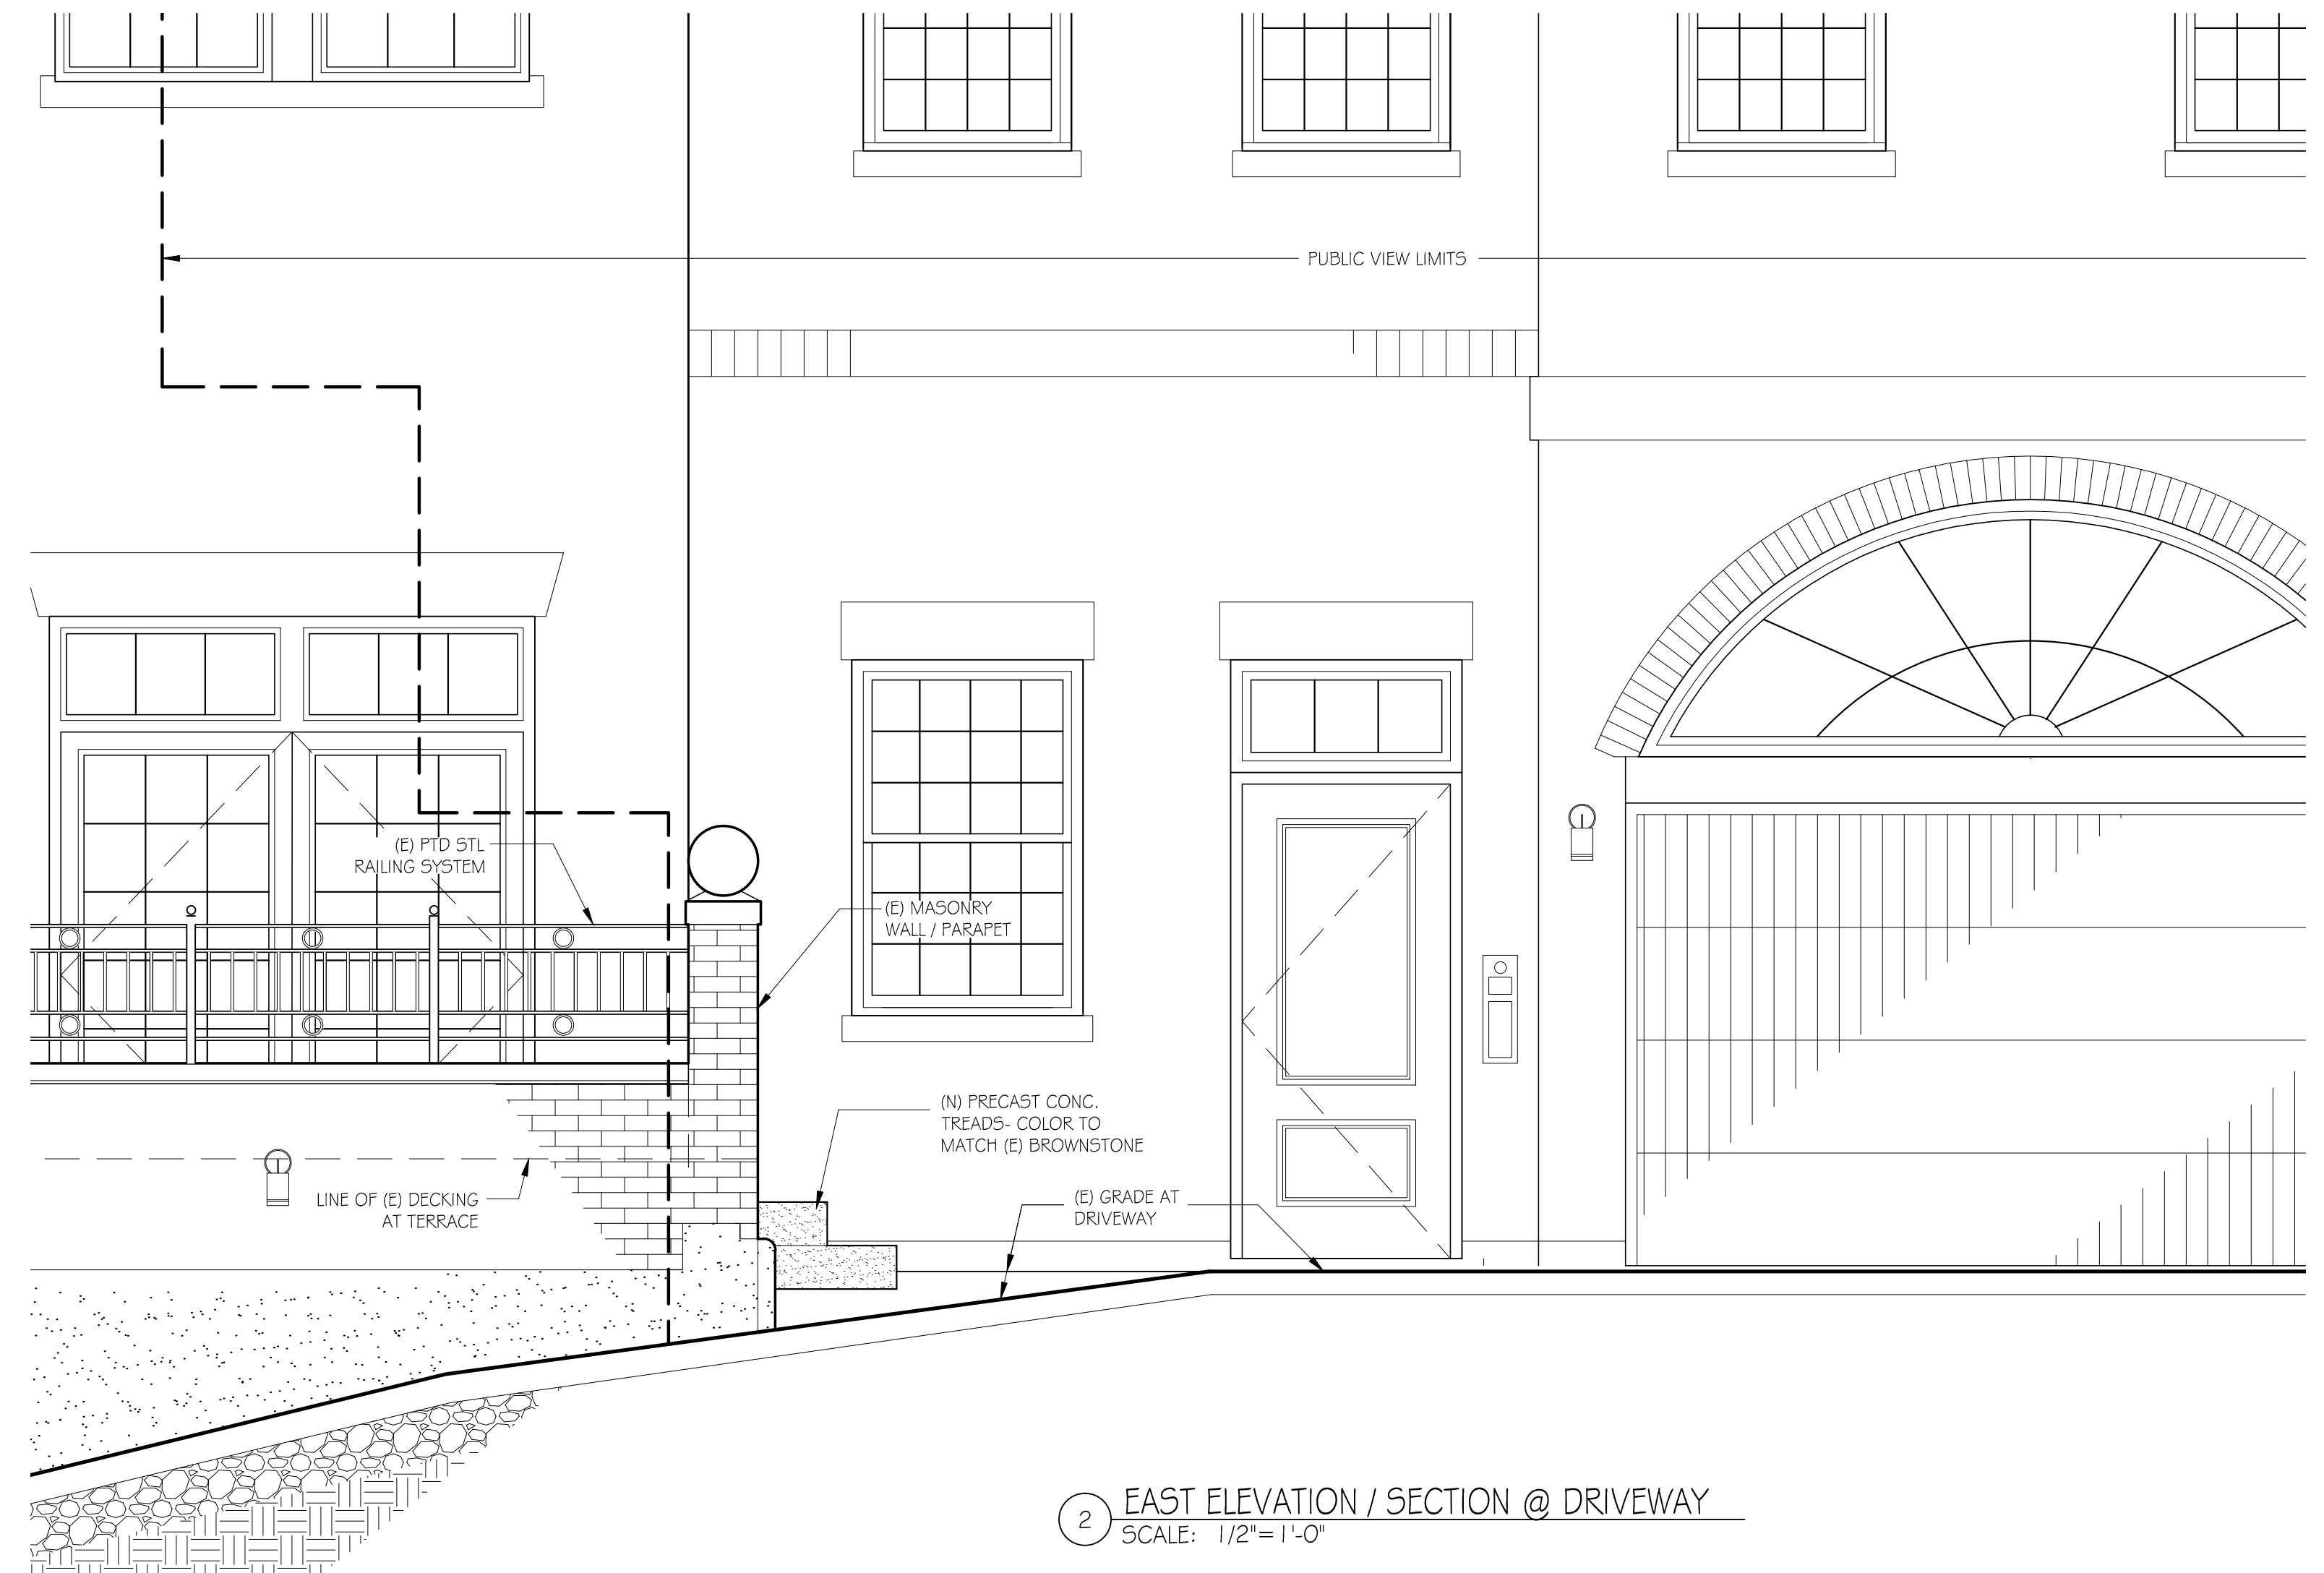 PUBLIC VIEW LIMITS
(E) PTD STL
RAILING SYSTEM
(E) MASONRY
WALL / PARAPET
(N) PRECAST CONC.
TREADS- COLOR TO
MATCH (E) BROWNSTONE
LINE OF (E) DECKING
AT TERRACE
(E) GRADE AT
DRIVEWAY
2
EAST ELEVATION / SECTION @ DRIVEWAY
SCALE: 1/2"= 1'-0"